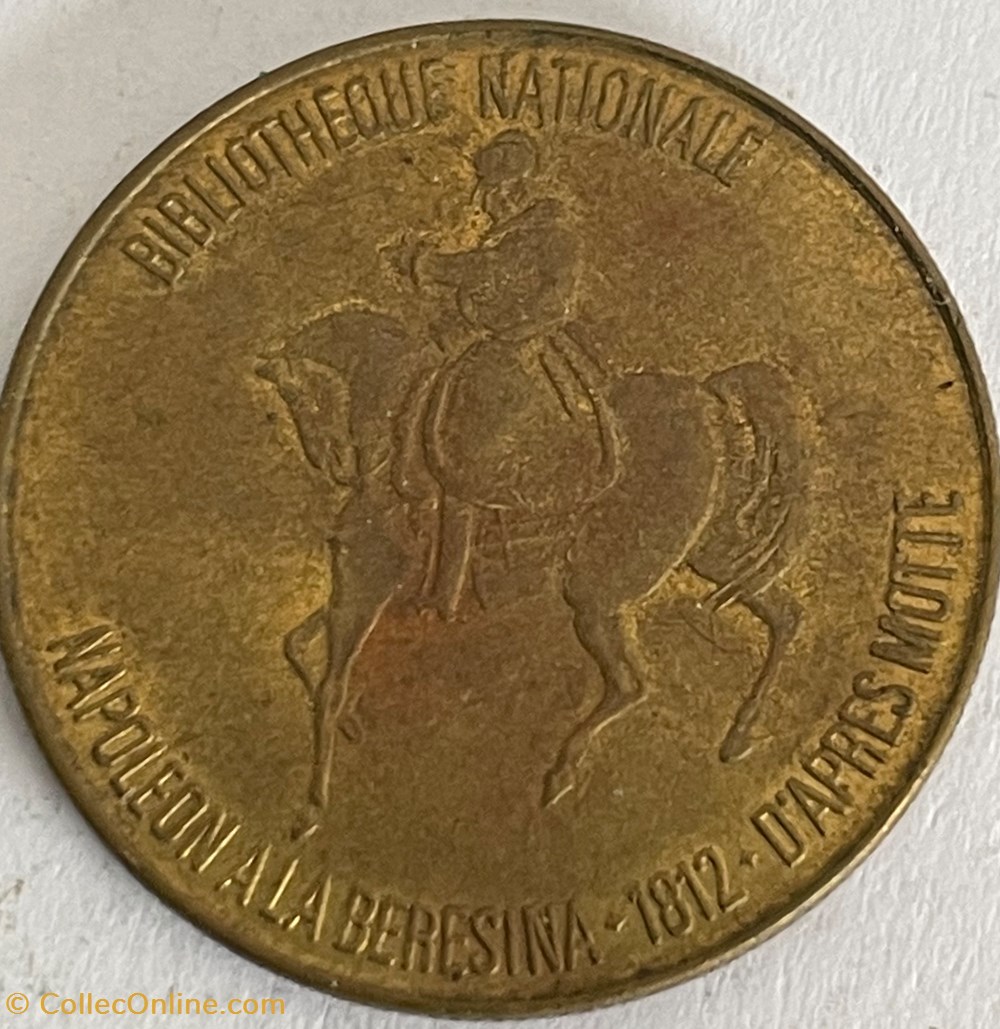 BIBLIOTHEQUE NATIONALE
NAPOLEON A LA BERESINA · 1812 · D'APRES MOTTE
© CollecOnline.com